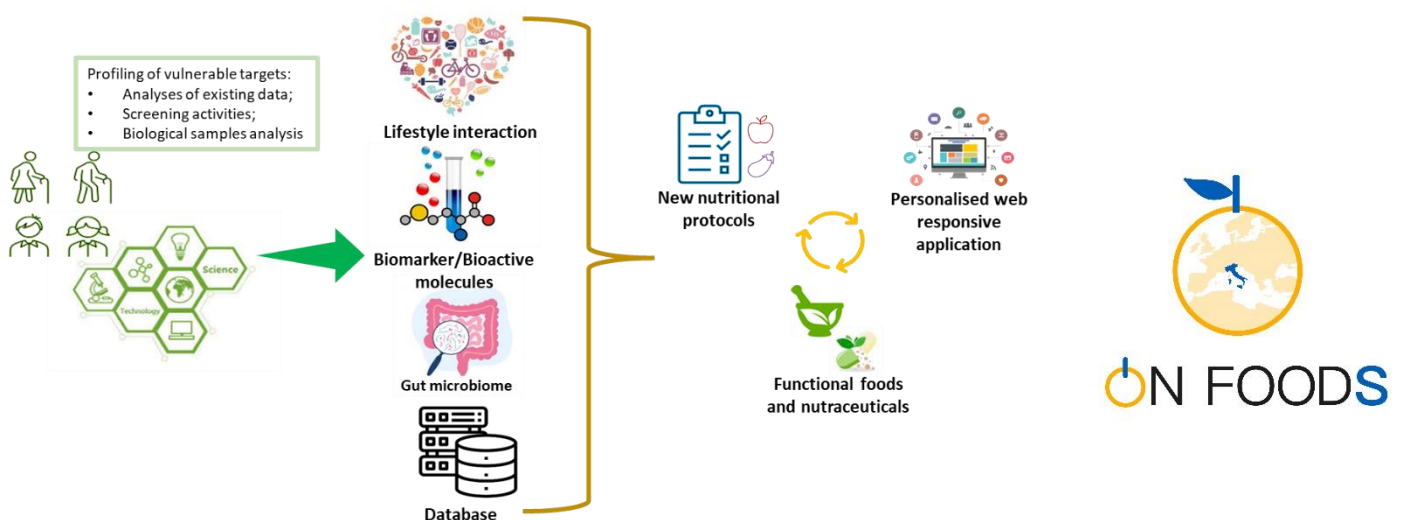 Profiling of vulnerable targets:
• Analyses of existing data;
• Screening activities;
• Biological samples analysis
Science
Technology
Lifestyle interaction
Biomarker/Bioactive
molecules
Gut microbiome
Database
New nutritional
protocols
Personalised web
responsive
application
Functional foods
and nutraceuticals
ON FOODS